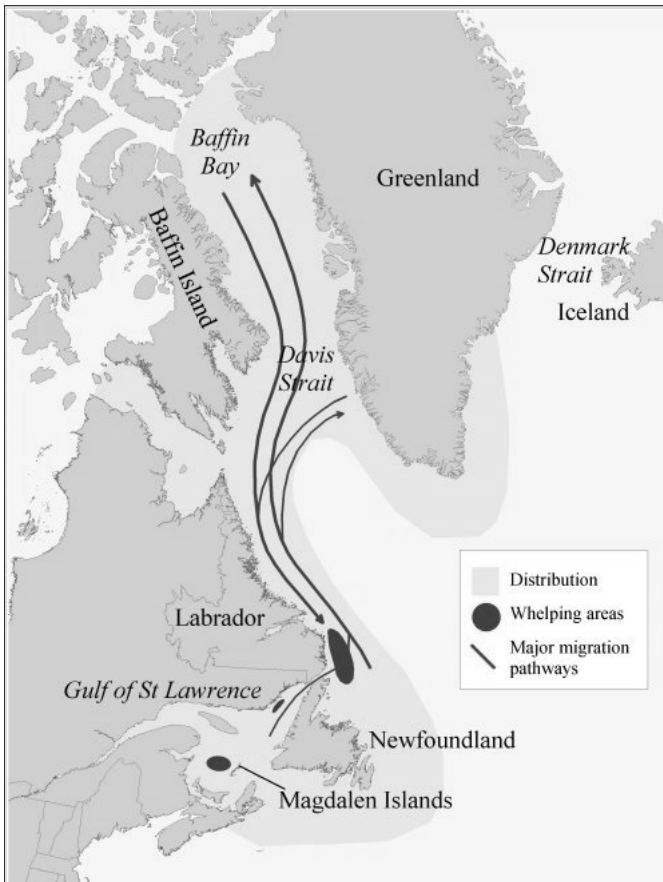 Baffin
Bay
Greenland
Baffin Island
Denmark
Strait
Iceland
Davis
Strait
Distribution
Whelping areas
Major migration
pathways
Labrador
Gulf of St Lawrence
Newfoundland
Magdalen Islands